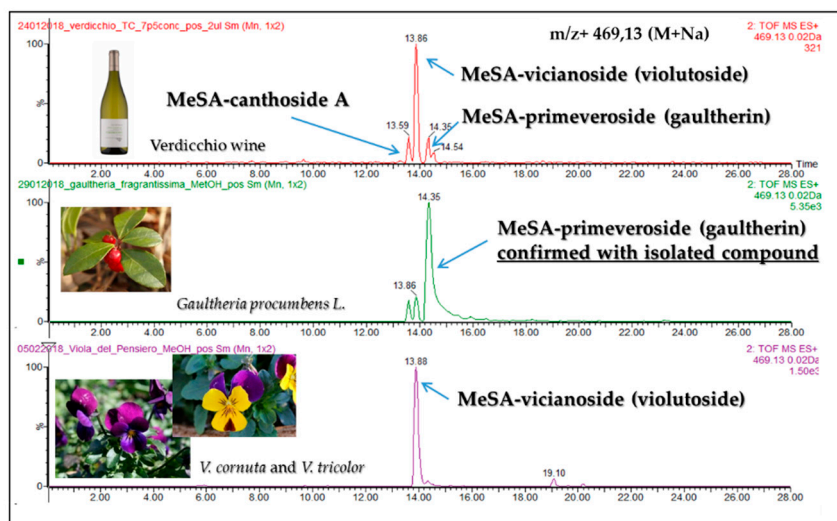 24012018_verdicchio_TC_7p5conc_pos_2ul Sm (Mn, 1x2)
2: TOF MS ES+
469.13 0.02Da
321
m/z+ 469,13 (M+Na)
100
%
0
13.86
MeSA-vicianoside (violutoside)
MeSA-canthoside A
MeSA-primeveroside (gaultherin)
13.59
14.35
14.54
Verdicchio wine
Time
2.00 4.00 6.00 8.00 10.00 12.00 14.00 16.00 18.00 20.00 22.00 24.00 26.00 28.00
29012018_gaultheria_fragrantissima_MetOH_pos Sm (Mn, 1x2)
2: TOF MS ES+
469.13 0.02Da
5.35e3
100
%
0
14.35
MeSA-primeveroside (gaultherin)
confirmed with isolated compound
13.86
Gaultheria procumbens L.
2.00 4.00 6.00 8.00 10.00 12.00 14.00 16.00 18.00 20.00 22.00 24.00 26.00 28.00
05022018_Viola_del_Pensiero_MeOH_pos Sm (Mn, 1x2)
2: TOF MS ES+
469.13 0.02Da
1.50e3
100
%
0
13.88
MeSA-vicianoside (violutoside)
V. cornuta and V. tricolor
19.10
2.00 4.00 6.00 8.00 10.00 12.00 14.00 16.00 18.00 20.00 22.00 24.00 26.00 28.00